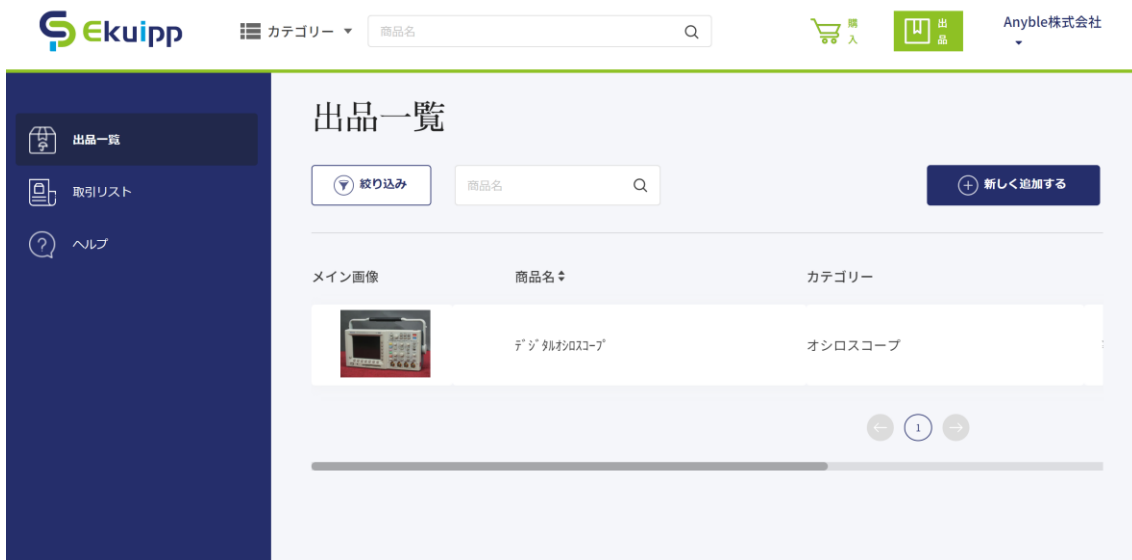 Ekuipp
カテゴリー
商品名
購入
出品
Anyble株式会社
出品一覧
取引リスト
ヘルプ
出品一覧
絞り込み
商品名
新しく追加する
メイン画像
商品名
カテゴリー
ﾃﾞｼﾞﾀﾙｵｼﾛｽｺｰﾌﾟ
オシロスコープ
1